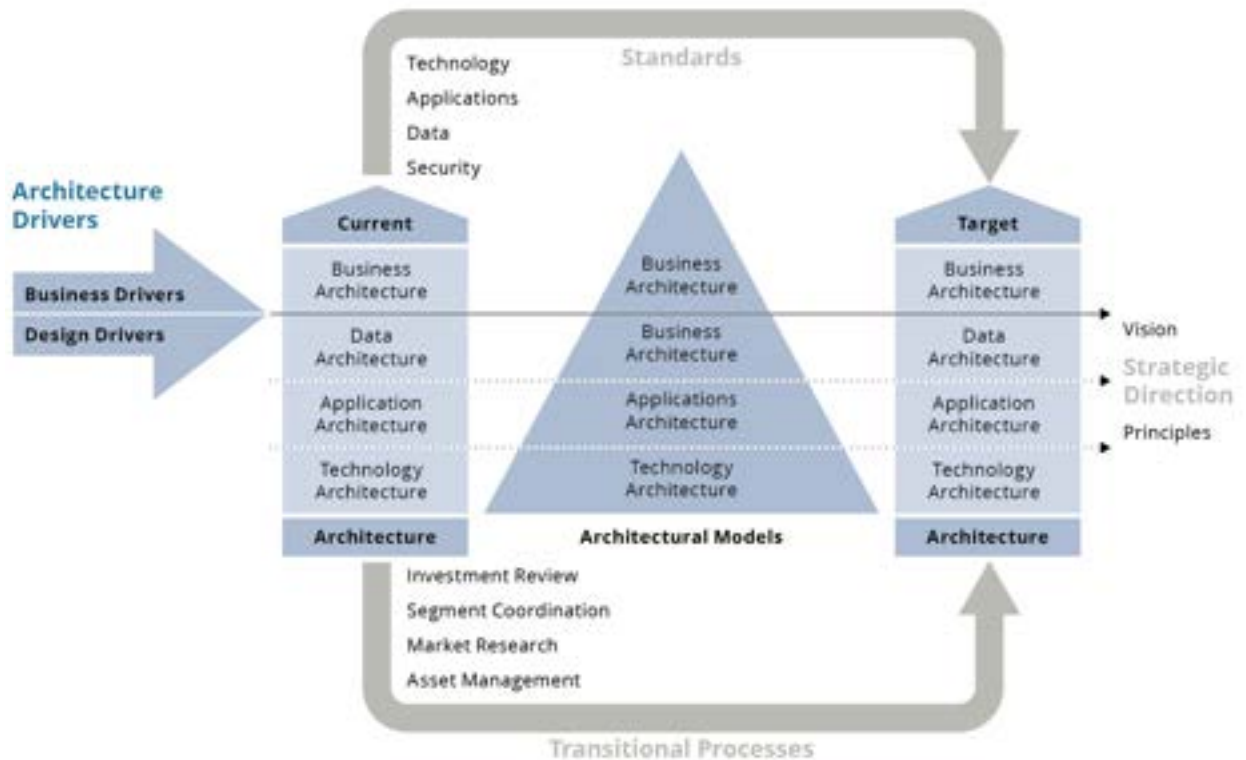 Standards
Technology
Applications
Data
Security
Architecture
Drivers
Business Drivers
Design Drivers
Current
Business
Architecture
Data
Architecture
Application
Architecture
Technology
Architecture
Architecture
Business
Architecture
Business
Architecture
Applications
Architecture
Technology
Architecture
Architectural Models
Target
Business
Architecture
Data
Architecture
Application
Architecture
Technology
Architecture
Architecture
Vision
Strategic
Direction
Principles
Investment Review
Segment Coordination
Market Research
Asset Management
Transitional Processes